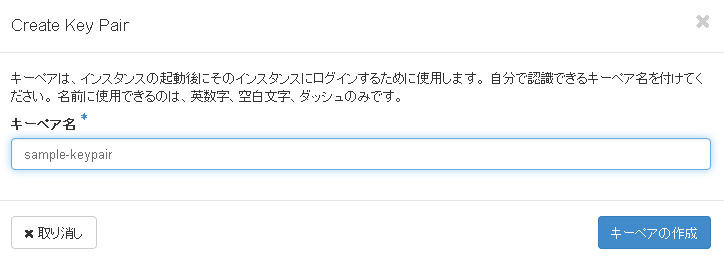 Create Key Pair
×
キーペアは、インスタンスの起動後にそのインスタンスにログインするために使用します。 自分で認識できるキーペア名を付けてく
ださい。 名前に使用できるのは、英数字、空白文字、ダッシュのみです。
キーペア名 *
sample-keypair
✖ 取り消し
キーペアの作成